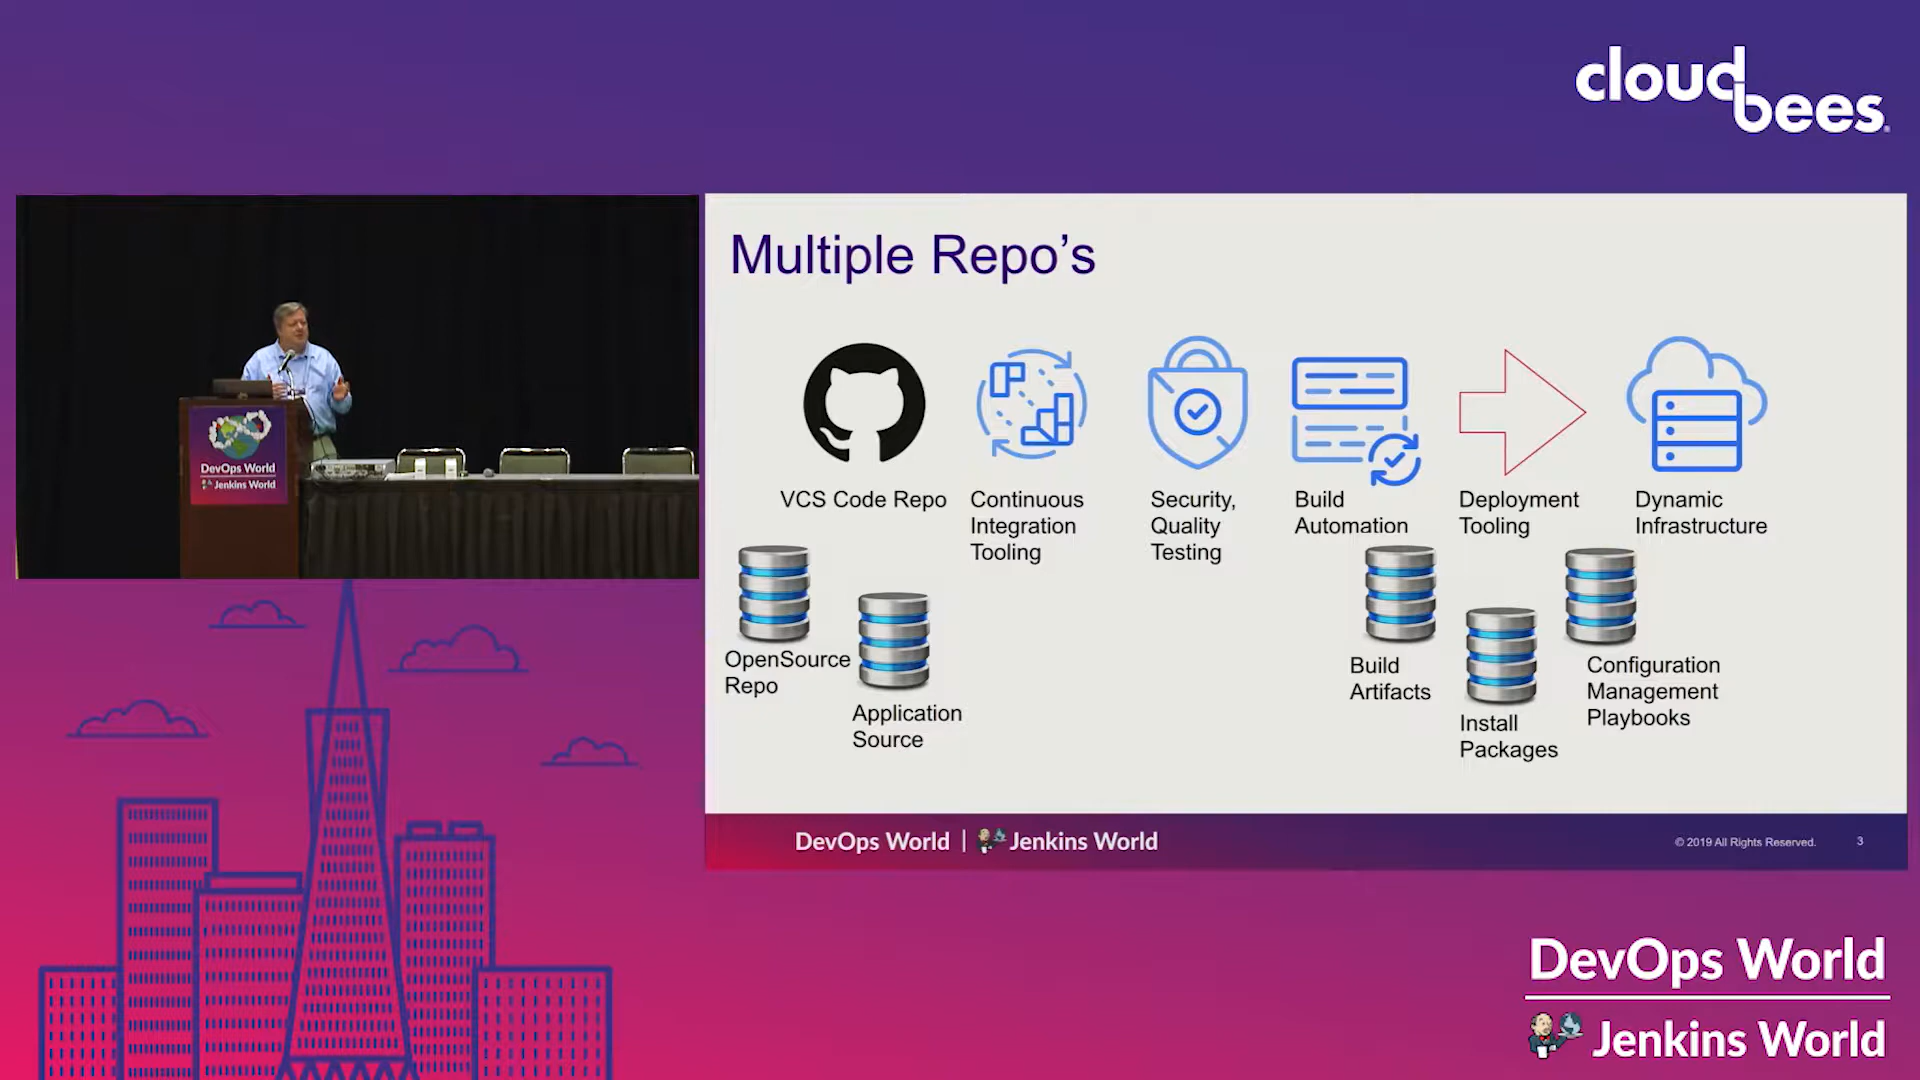 cloudbees
DevOps World
Jenkins World
Multiple Repo's
VCS Code Repo
Continuous
Integration
Tooling
Security,
Quality
Testing
Build
Automation
Deployment
Tooling
Dynamic
Infrastructure
OpenSource
Repo
Application
Source
Build
Artifacts
Install
Packages
Configuration
Management
Playbooks
DevOps World | Jenkins World
© 2019 All Rights Reserved. 3
DevOps World
Jenkins World